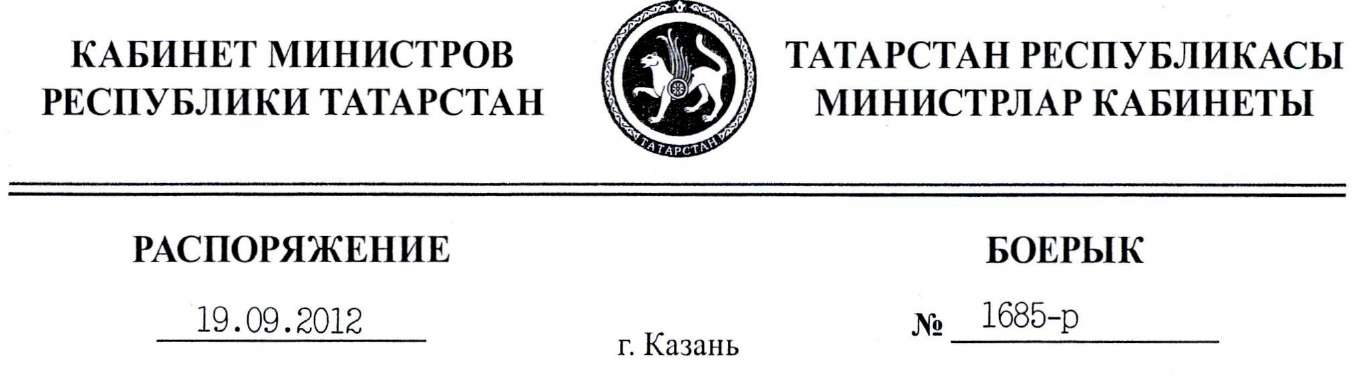 КАБИНЕТ МИНИСТРОВ
РЕСПУБЛИКИ ТАТАРСТАН
ТАТАРСТАН
ТАТАРСТАН РЕСПУБЛИКАСЫ
МИНИСТРЛАР КАБИНЕТЫ
РАСПОРЯЖЕНИЕ
БОЕРЫК
19.09.2012
№ 1685-р
г. Казань